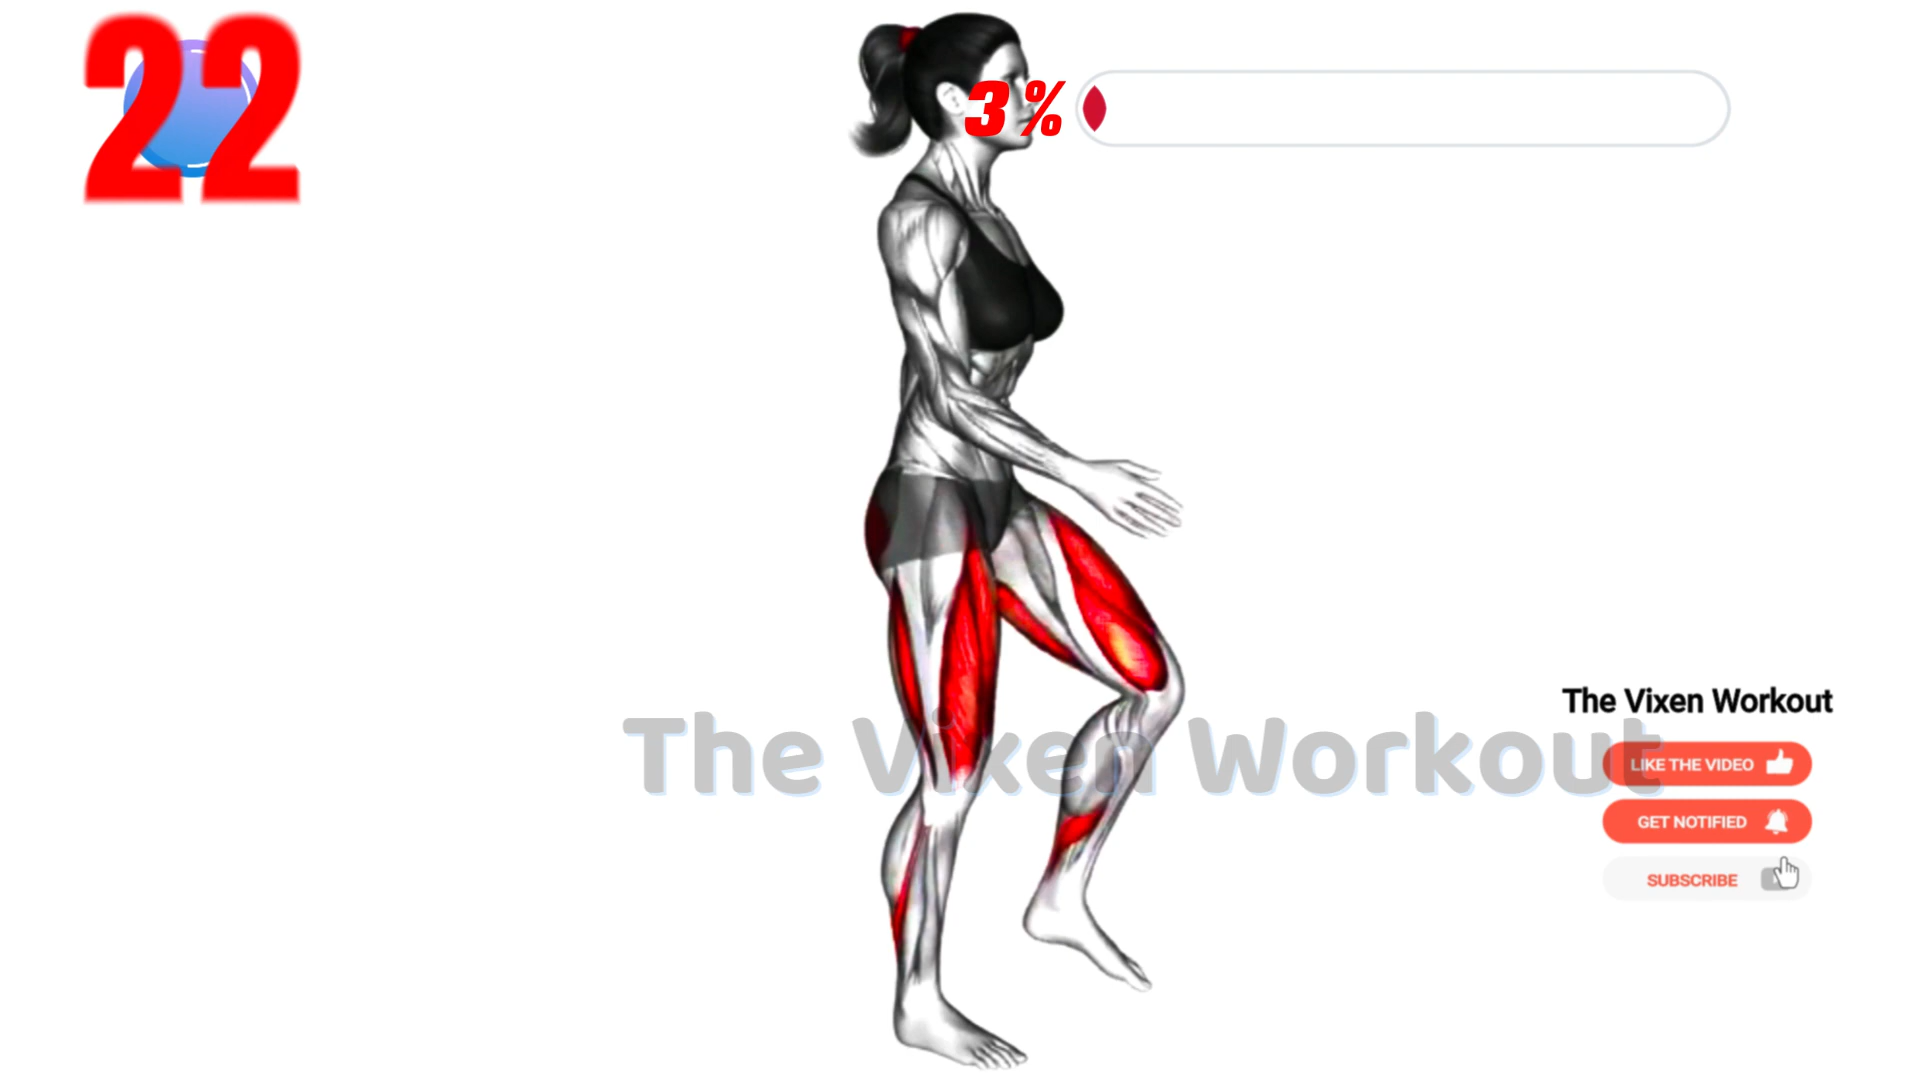 22
3%
The Vixen Workout
The Vixen Workout
LIKE THE VIDEO
GET NOTIFIED
SUBSCRIBE